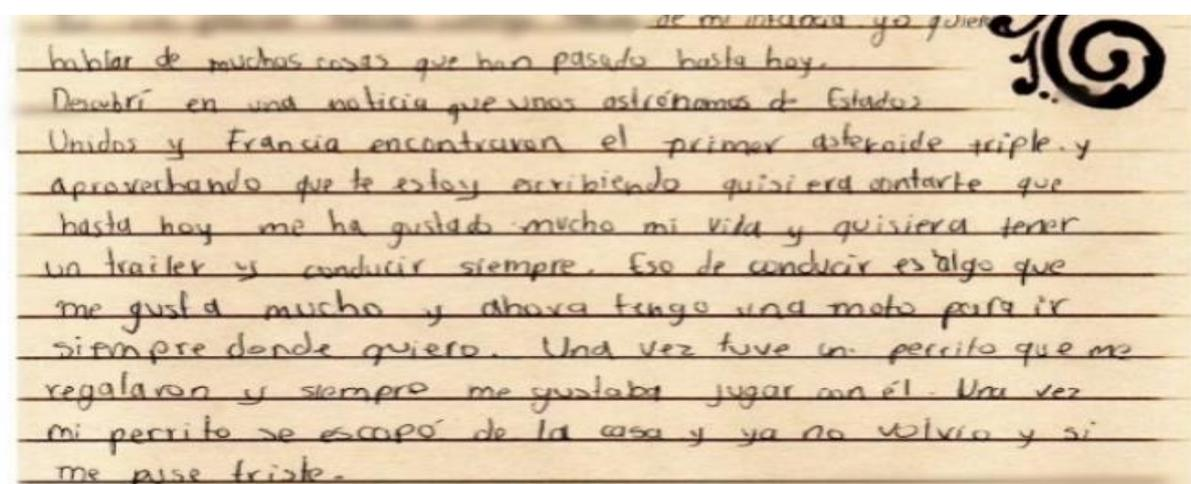 de mi infancia yo quiero
hablar de muchas cosas que han pasado hasta hoy.
Descubrí en una noticia que unos astrónomos de Estados
Unidos y Francia encontraron el primer asteroide triple. y
aprovechando que te estoy escribiendo quisiera contarte que
hasta hoy me ha gustado mucho mi vida y quisiera tener
un trailer y conducir siempre. Eso de conducir es algo que
me gusta mucho y ahora tengo una moto para ir
siempre donde quiero. Una vez tuve un perrito que me
regalaron y siempre me gustaba jugar con él. Una vez
mi perrito se escapó de la casa y ya no volvio y si
me puse triste.